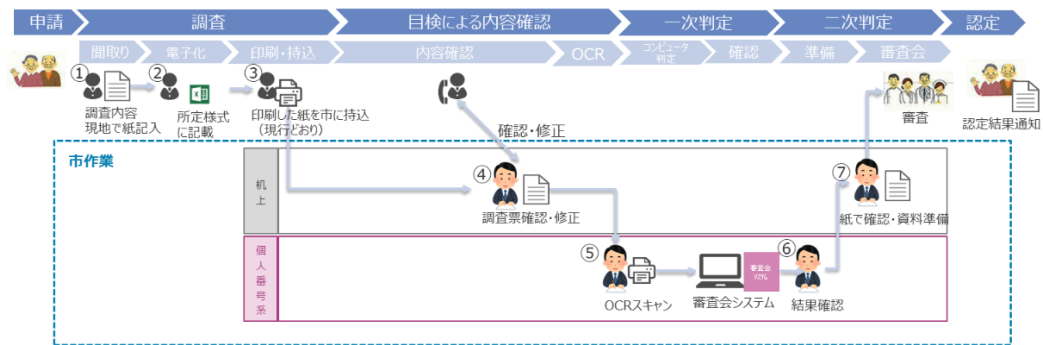 申請
調査
目検による内容確認
一次判定
二次判定
認定
聞取り
電子化
印刷・持込
内容確認
OCR
コンピュータ
判定
確認
準備
審査会
①
調査内容
現地で紙記入
②
所定様式
に記載
③
印刷した紙を市に持込
（現行どおり）
確認・修正
審査
認定結果通知
市作業
机上
④
調査票確認・修正
⑦
紙で確認・資料準備
個人番号系
⑤
OCRスキャン
審査会
審査会システム
⑥
結果確認